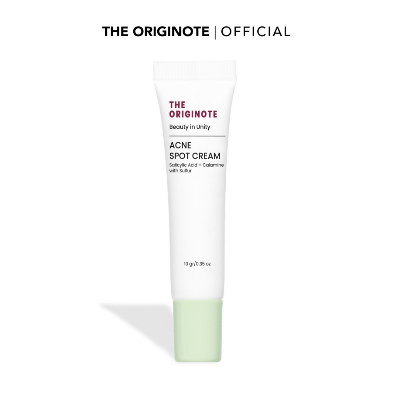 THE ORIGINOTE | OFFICIAL
THE
ORIGINOTE
Beauty in Unity
ACNE
SPOT CREAM
Salicylic Acid + Calamine
with Sulfur
10 gr/0.35 oz